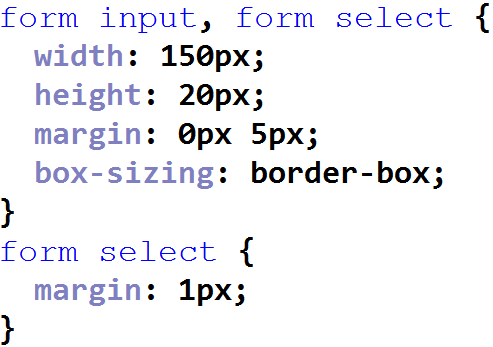 form input, form select {
  width: 150px;
  height: 20px;
  margin: 0px 5px;
  box-sizing: border-box;
}
form select {
  margin: 1px;
}